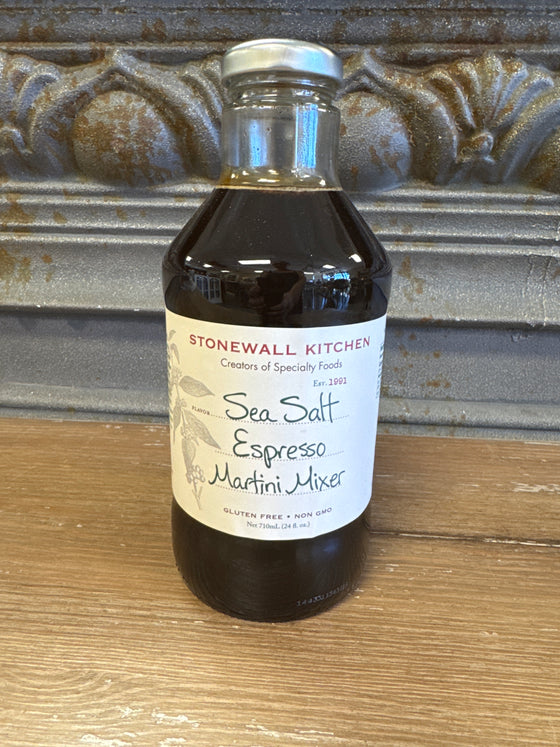 STONEWALL KITCHEN
Creators of Specialty Foods
EST. 1991
FLAVOR Sea Salt
Espresso
Martini Mixer
GLUTEN FREE • NON GMO
Net 710mL (24 fl. oz.)